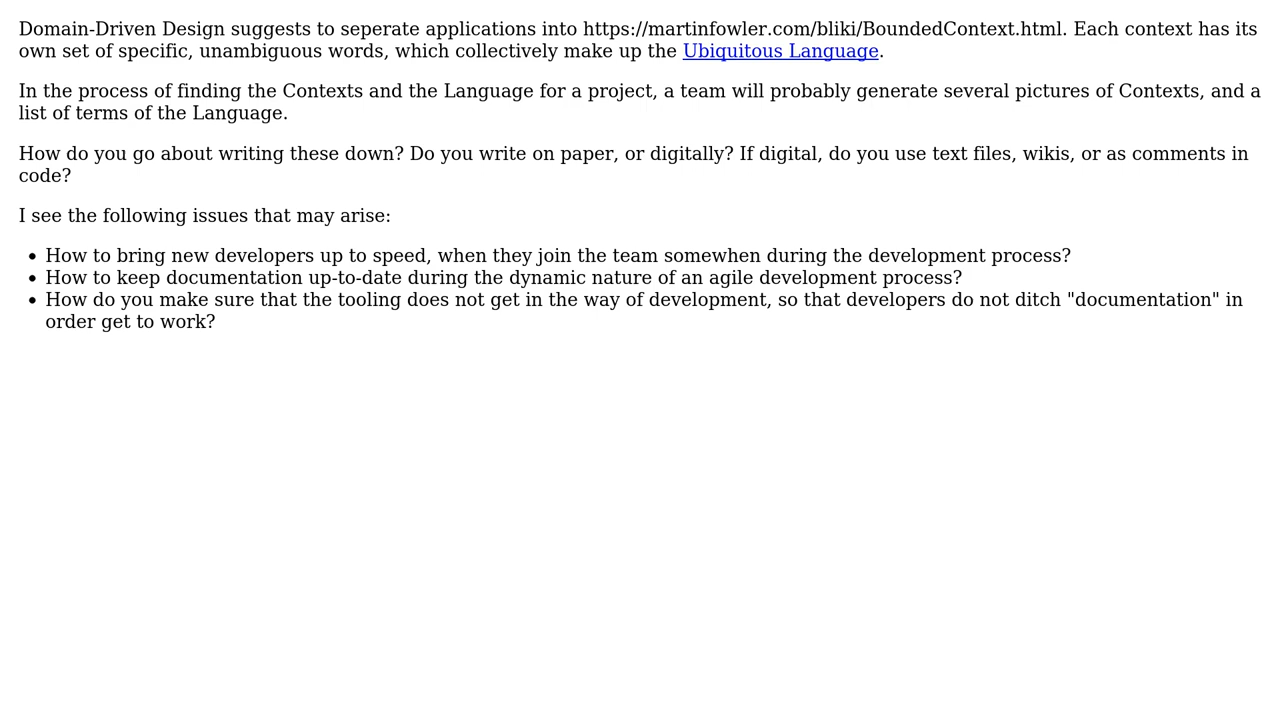 Domain-Driven Design suggests to seperate applications into https://martinfowler.com/bliki/BoundedContext.html. Each context has its
own set of specific, unambiguous words, which collectively make up the Ubiquitous Language.
In the process of finding the Contexts and the Language for a project, a team will probably generate several pictures of Contexts, and a
list of terms of the Language.
How do you go about writing these down? Do you write on paper, or digitally? If digital, do you use text files, wikis, or as comments in
code?
I see the following issues that may arise:
• How to bring new developers up to speed, when they join the team somewhen during the development process?
• How to keep documentation up-to-date during the dynamic nature of an agile development process?
• How do you make sure that the tooling does not get in the way of development, so that developers do not ditch "documentation" in
order get to work?